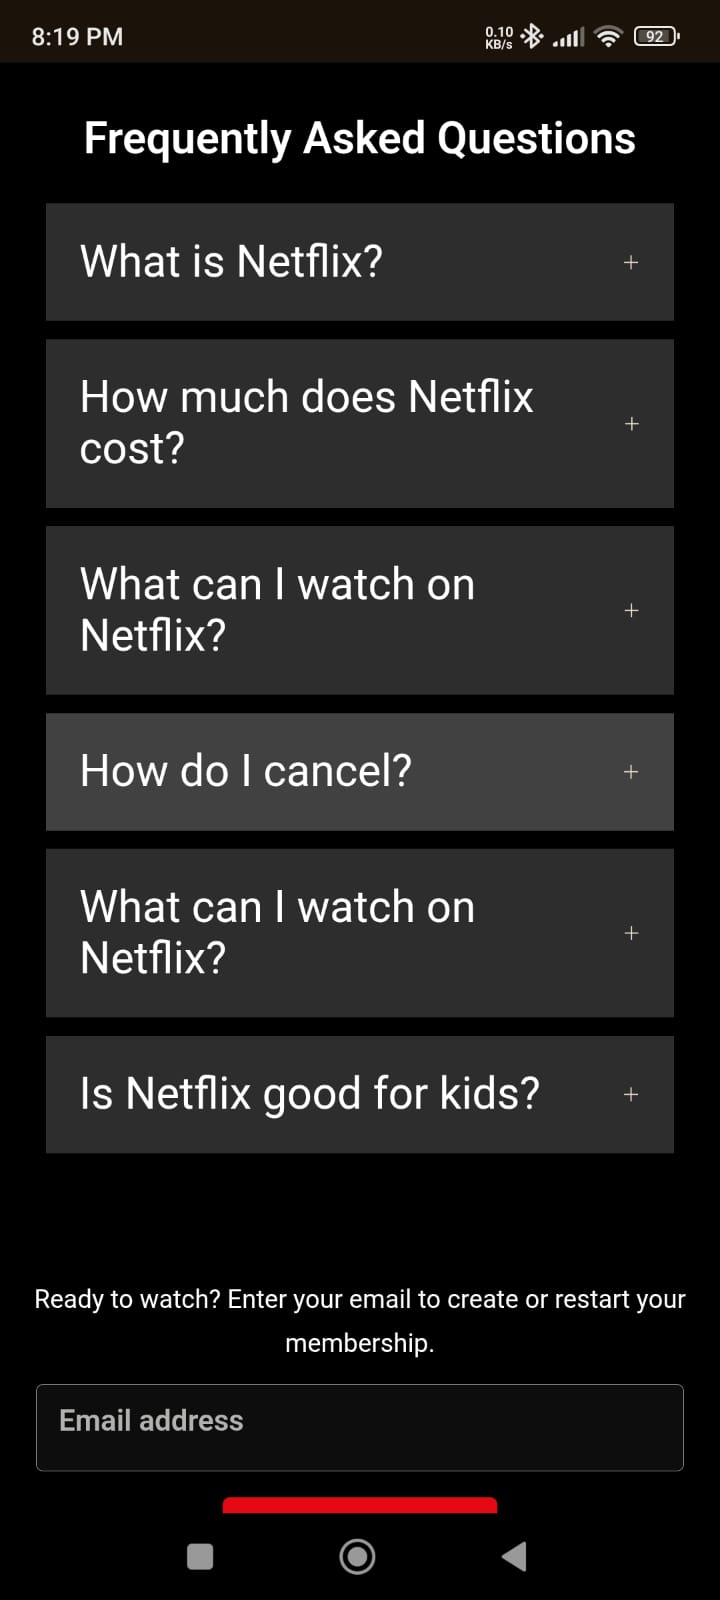 8:19 PM
0.10
KB/s
92
Frequently Asked Questions
What is Netflix?
+
How much does Netflix
cost?
+
What can I watch on
Netflix?
+
How do I cancel?
+
What can I watch on
Netflix?
+
Is Netflix good for kids?
+
Ready to watch? Enter your email to create or restart your
membership.
Email address